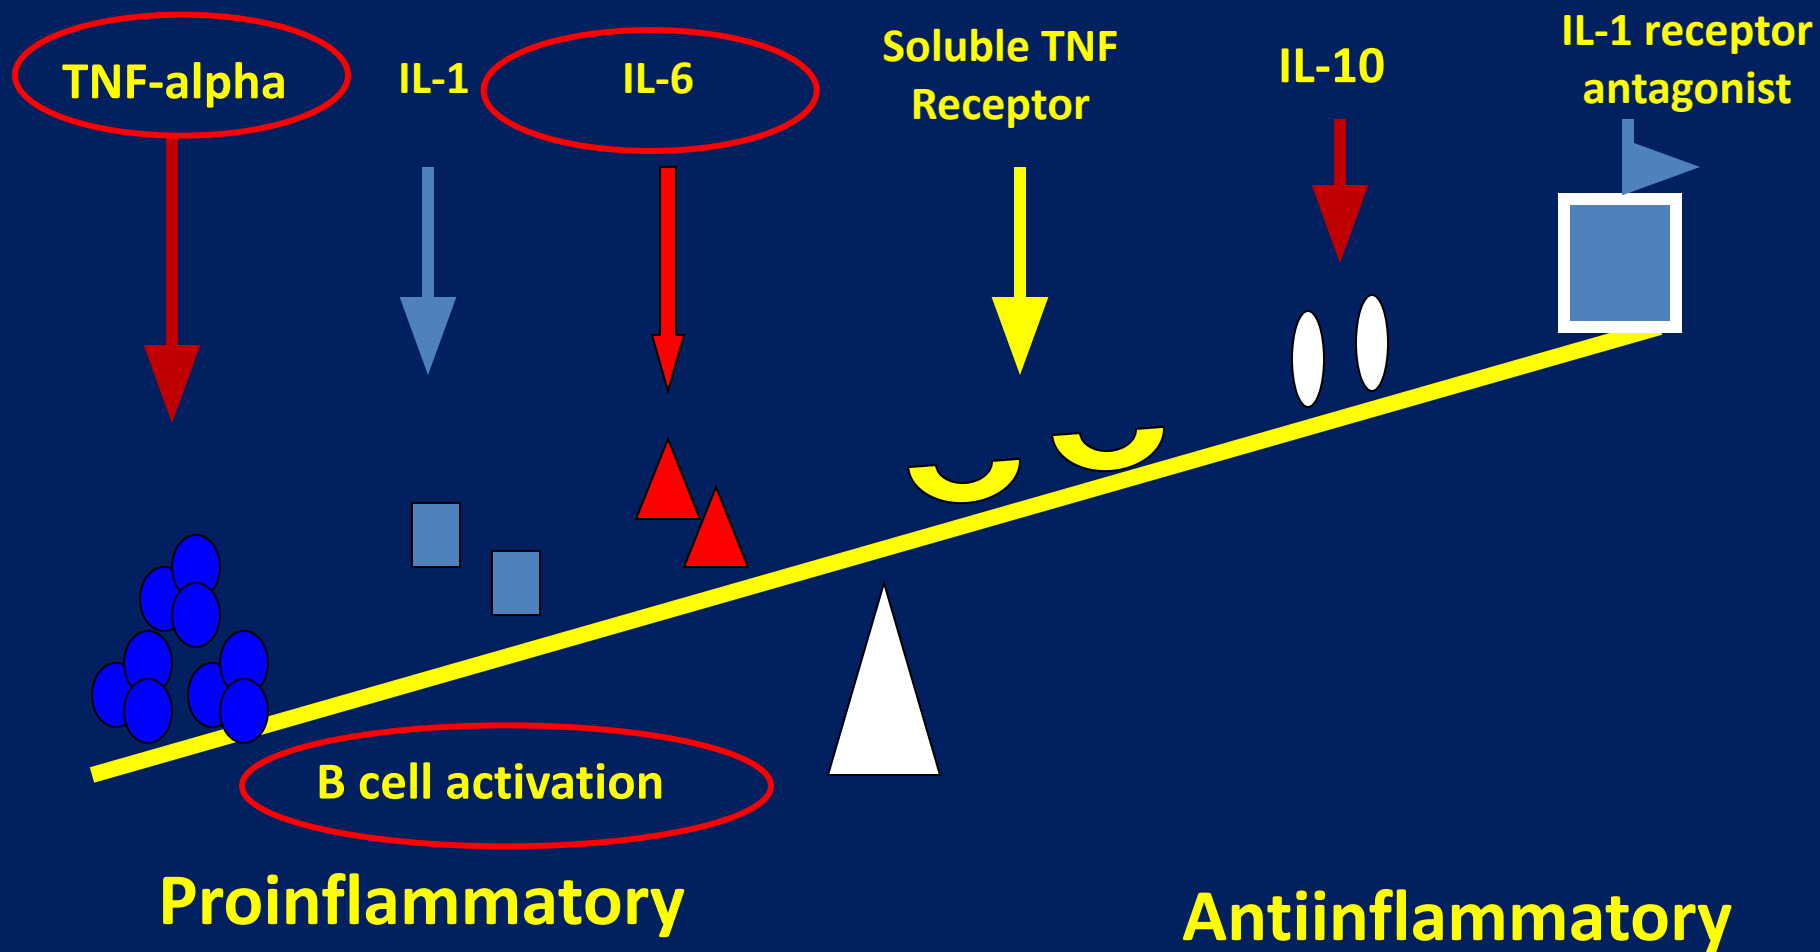 TNF-alpha
IL-1
IL-6
Soluble TNF
Receptor
IL-10
IL-1 receptor
antagonist
B cell activation
Proinflammatory
Antiinflammatory